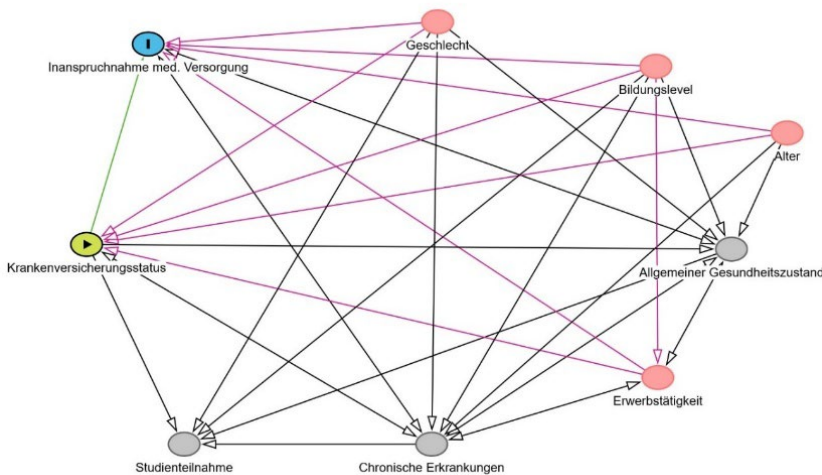 Geschlecht
Inanspruchnahme med. Versorgung
Bildungslevel
Alter
Krankenversicherungsstatus
Allgemeiner Gesundheitszustand
Erwerbstätigkeit
Studienteilnahme
Chronische Erkrankungen